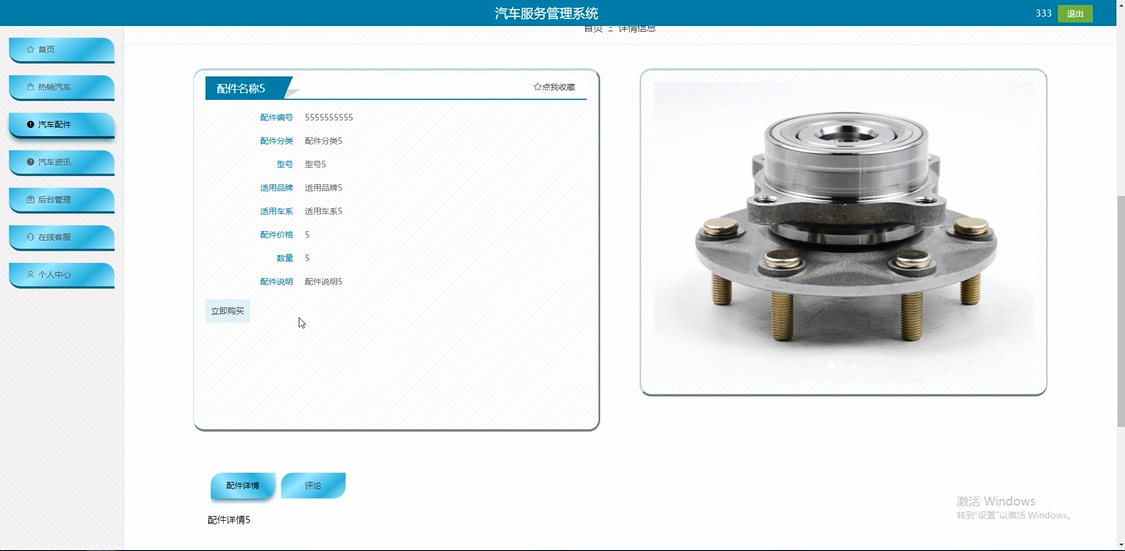 汽车服务管理系统
333 退出
首页 :: 详情信息
首页
热销汽车
汽车配件
汽车资讯
后台管理
在线客服
个人中心
配件名称5 点我收藏
配件编号 5555555555
配件分类 配件分类5
型号 型号5
适用品牌 适用品牌5
适用车系 适用车系5
配件价格 5
数量 5
配件说明 配件说明5
立即购买
配件详情 评论
配件详情5
激活 Windows
转到“设置”以激活 Windows。